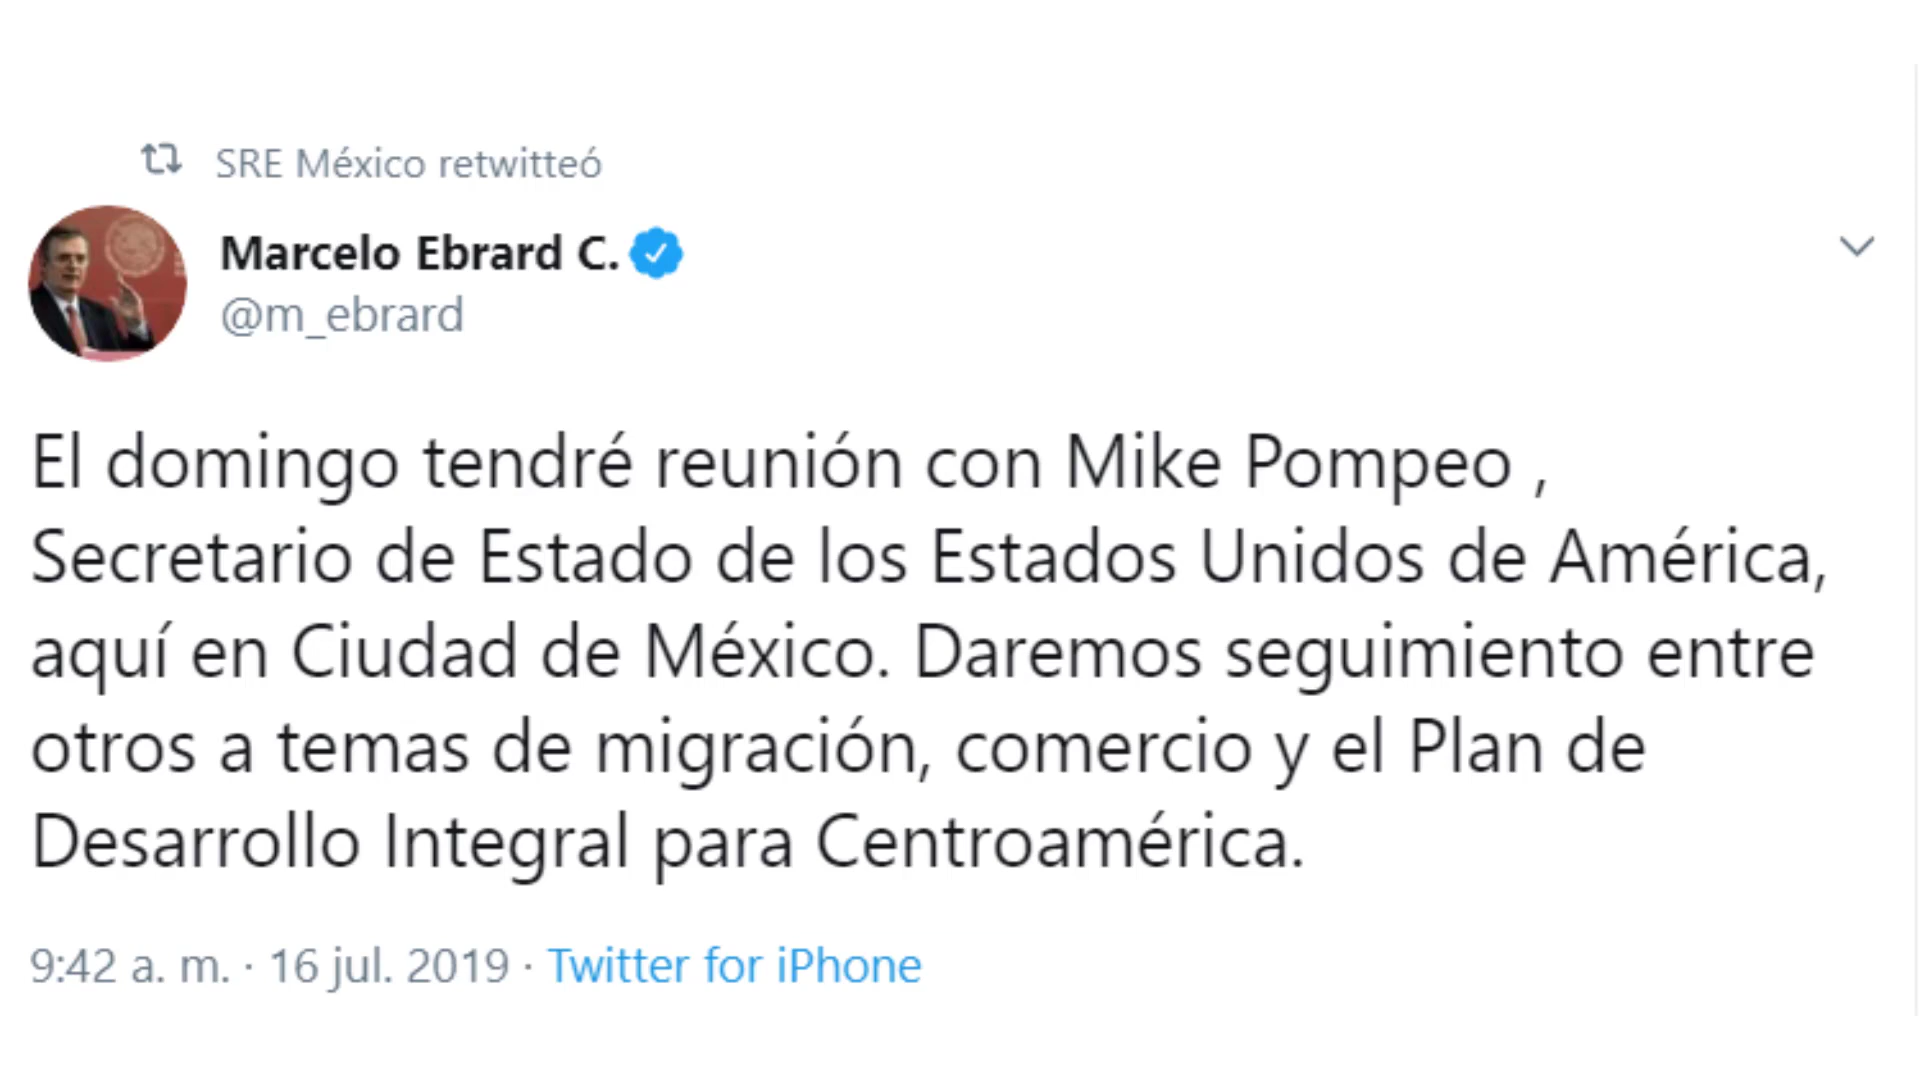 SRE México retwitteó
Marcelo Ebrard C.
@m_ebrard
El domingo tendré reunión con Mike Pompeo ,
Secretario de Estado de los Estados Unidos de América,
aquí en Ciudad de México. Daremos seguimiento entre
otros a temas de migración, comercio y el Plan de
Desarrollo Integral para Centroamérica.
9:42 a. m. · 16 jul. 2019 · Twitter for iPhone